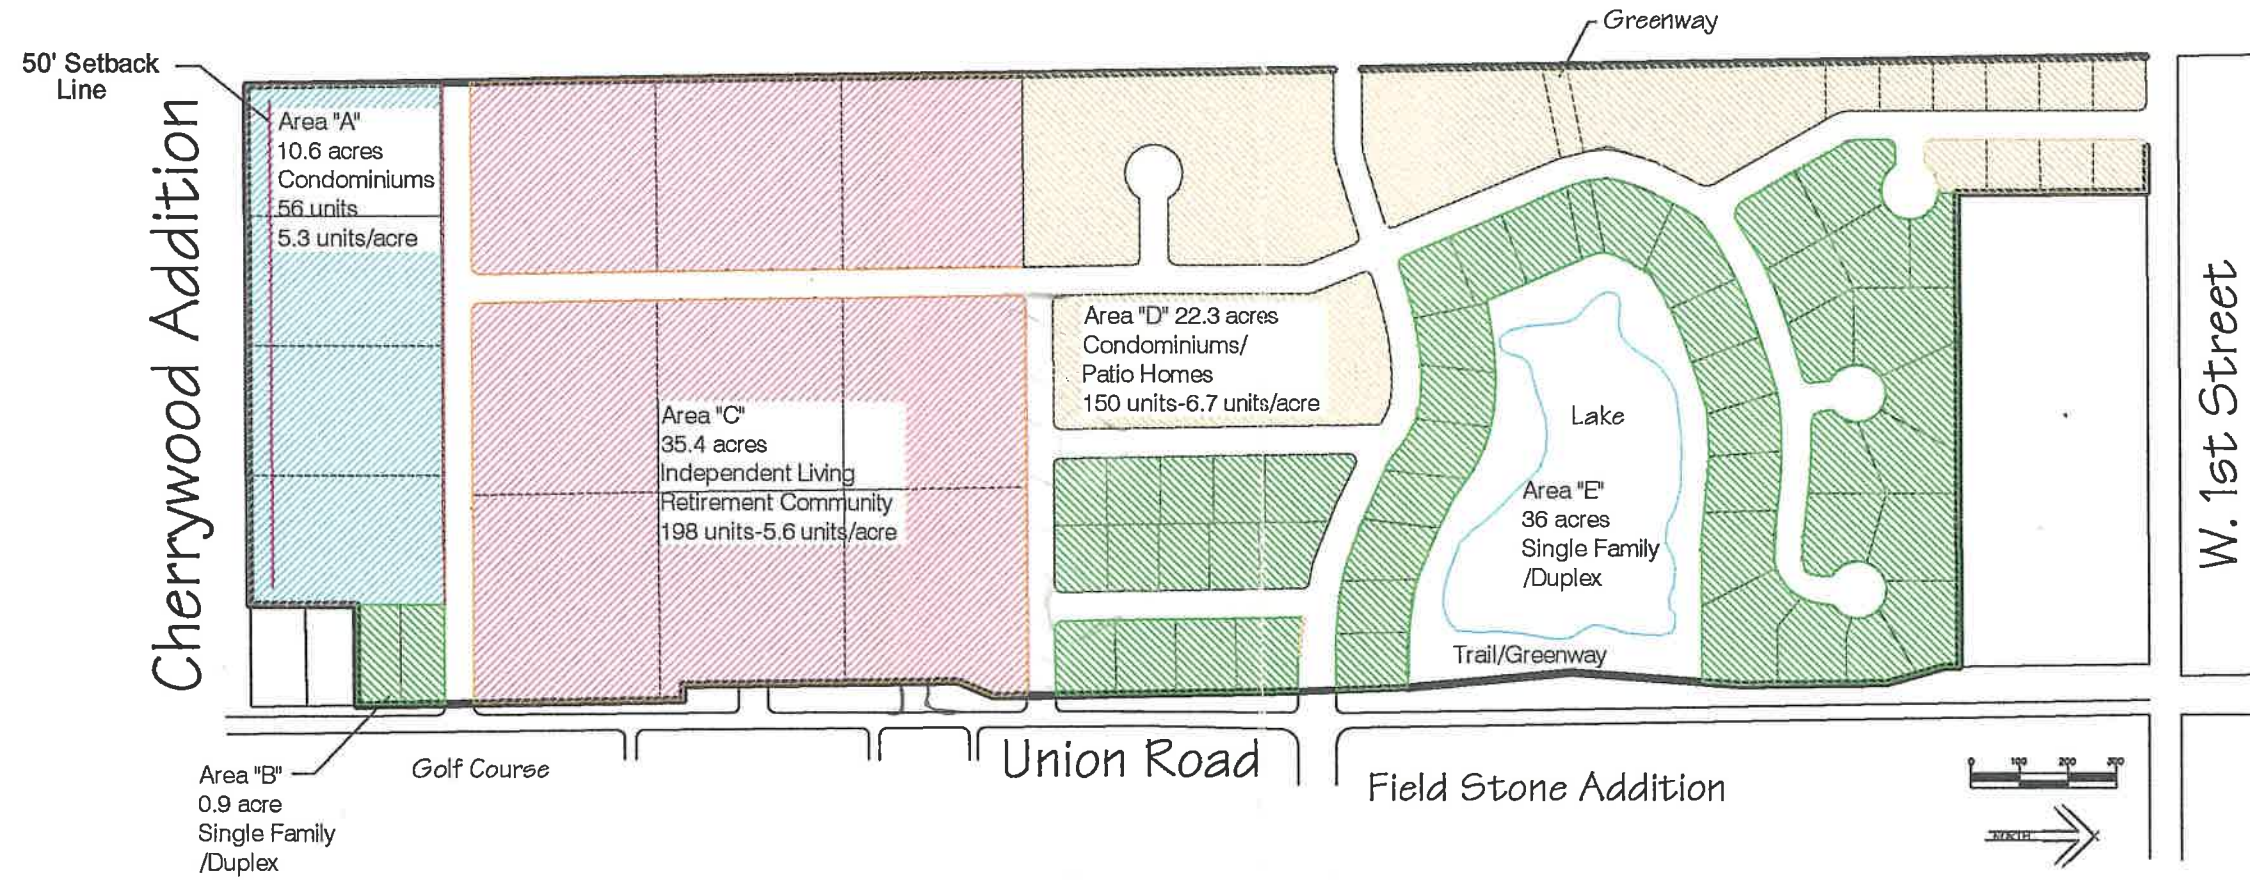 Greenway
50' Setback
Line
Cherrywood Addition
Area "A"
10.6 acres
Condominiums
56 units
5.3 units/acre
Area "D" 22.3 acres
Condominiums/
Patio Homes
150 units-6.7 units/acre
Area "C"
35.4 acres
Independent Living
Retirement Community
198 units-5.6 units/acre
Lake
Area "E"
36 acres
Single Family
/Duplex
Trail/Greenway
W. 1st Street
Area "B"
0.9 acre
Single Family
/Duplex
Golf Course
Union Road
Field Stone Addition
0 100 200 300
NORTH